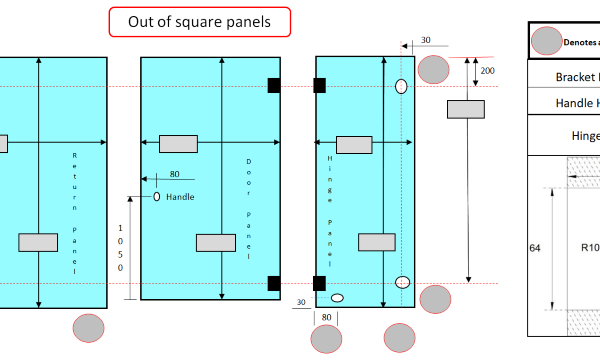 Out of square panels
30
Denotes a
200
Bracket
Handle H
Hinge
Return Panel
80
Handle
Door Panel
Hinge Panel
1050
64
R10
30
80